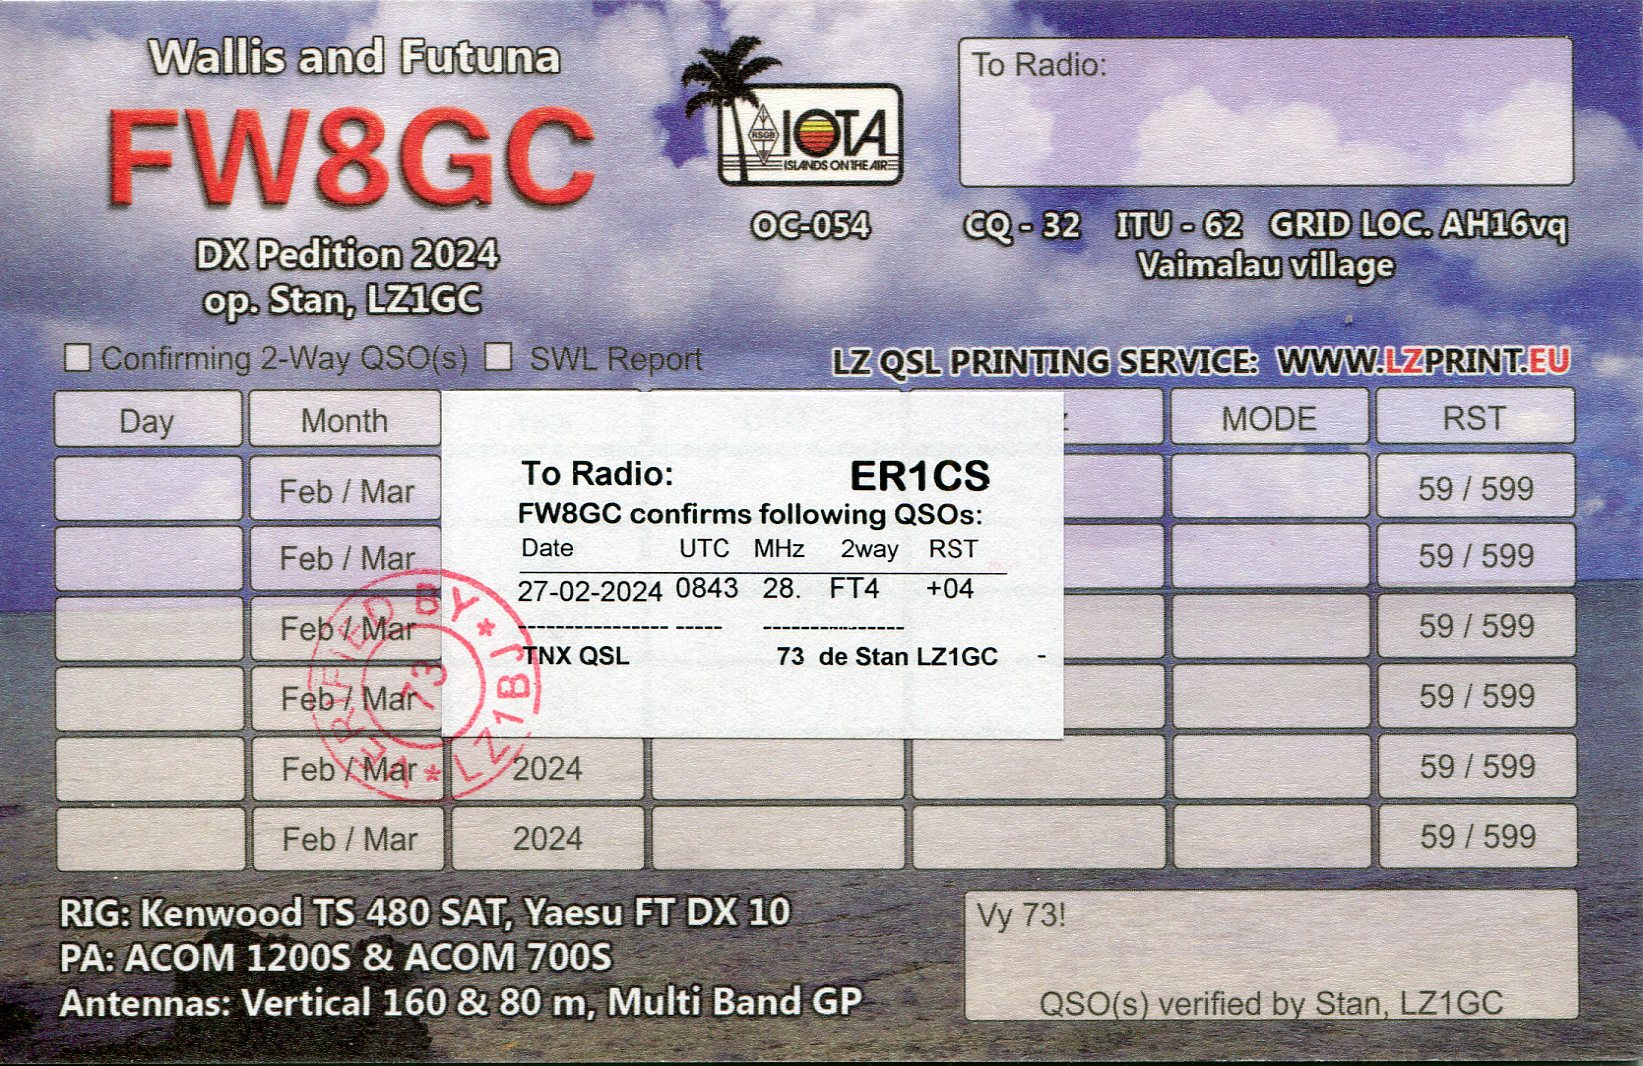 Wallis and Futuna
FW8GC
DX Pedition 2024
op. Stan, LZ1GC
RSGB
IOTA
ISLANDS ON THE AIR
OC-054
To Radio:
CQ - 32 ITU - 62 GRID LOC. AH16vq
Vaimalau village
Confirming 2-Way QSO(s) SWL Report
LZ QSL PRINTING SERVICE: WWW.LZPRINT.EU
Day Month MODE RST
Feb / Mar 59 / 599
Feb / Mar 59 / 599
Feb / Mar 59 / 599
Feb / Mar 59 / 599
Feb / Mar 2024 59 / 599
Feb / Mar 2024 59 / 599
To Radio: ER1CS
FW8GC confirms following QSOs:
Date UTC MHz 2way RST
27-02-2024 0843 28. FT4 +04
---------------- ----- ---------------
TNX QSL 73 de Stan LZ1GC -
VERIFIED BY * LZ1BJ *
73
RIG: Kenwood TS 480 SAT, Yaesu FT DX 10
PA: ACOM 1200S & ACOM 700S
Antennas: Vertical 160 & 80 m, Multi Band GP
Vy 73!
QSO(s) verified by Stan, LZ1GC